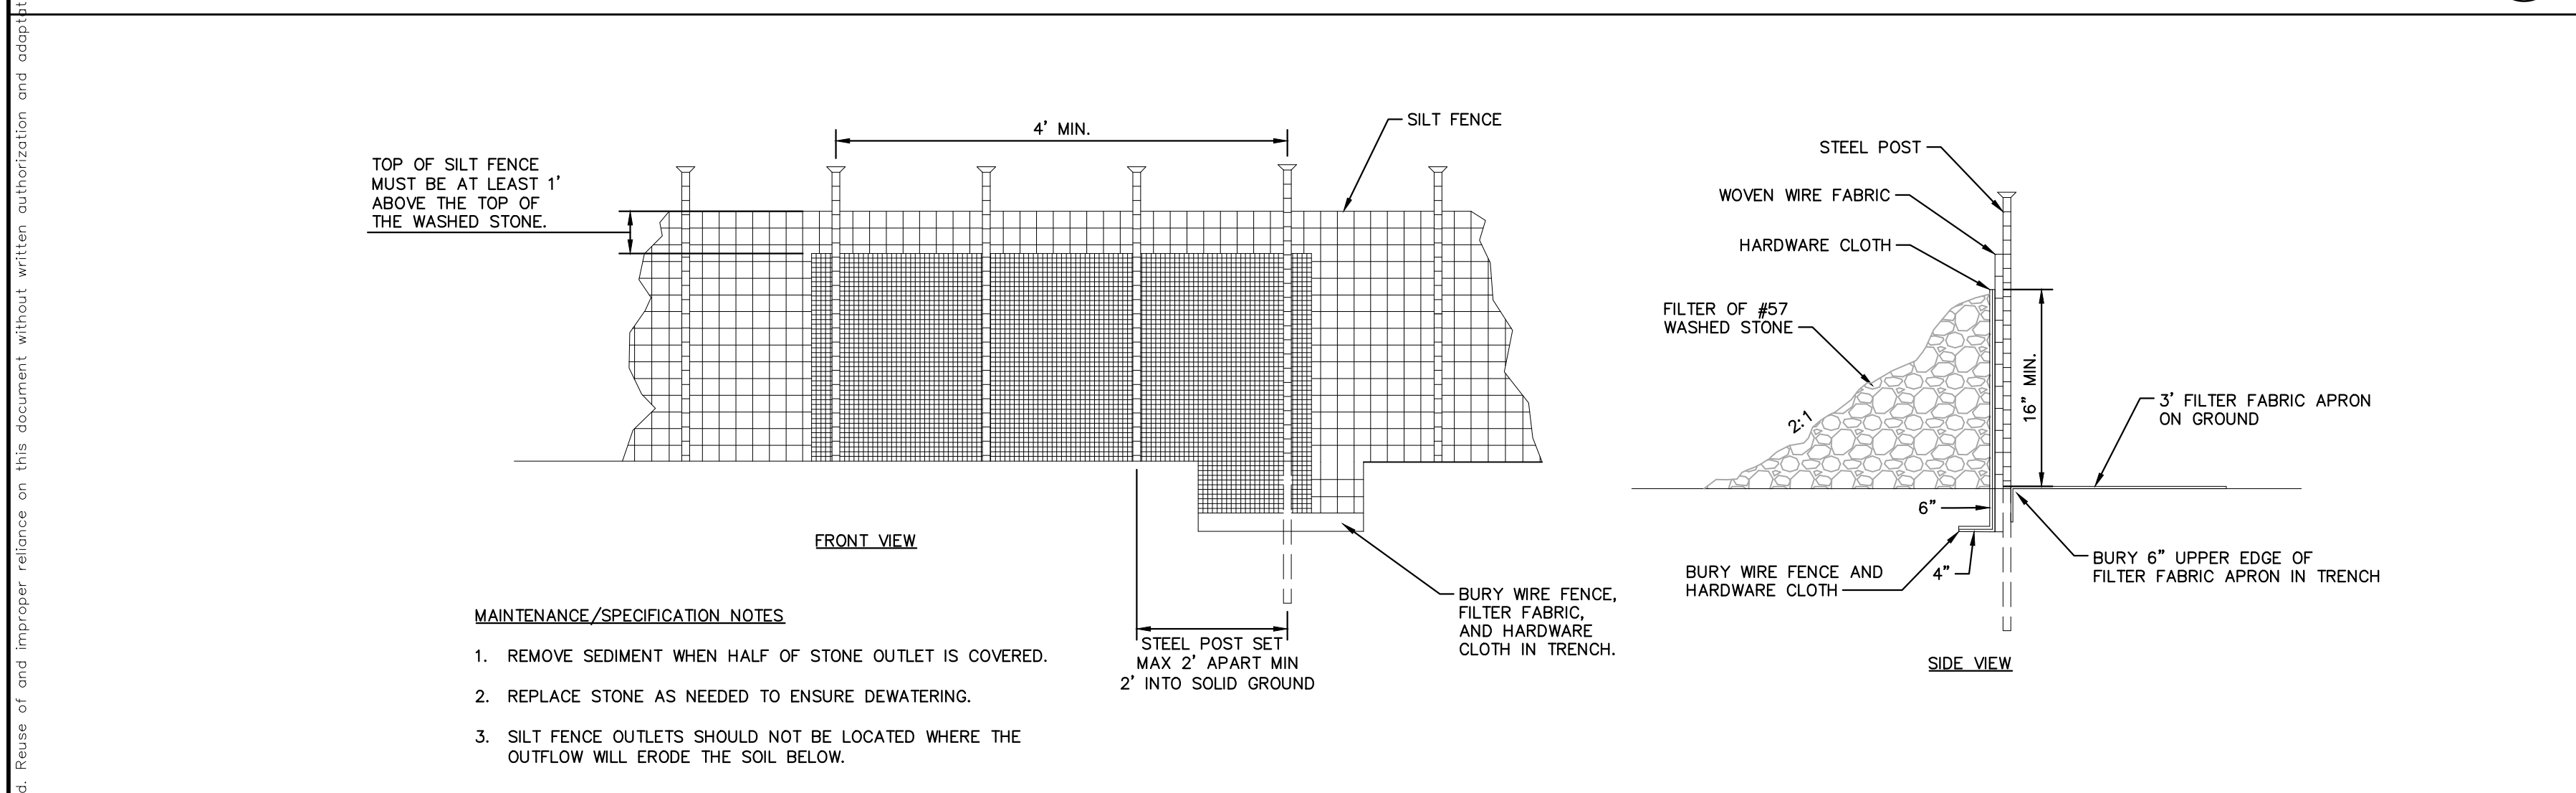 d. Reuse of and improper reliance on this document without written authorization and adaptat
4' MIN.
SILT FENCE
TOP OF SILT FENCE
MUST BE AT LEAST 1'
ABOVE THE TOP OF
THE WASHED STONE.
FRONT VIEW
STEEL POST SET
MAX 2' APART MIN
2' INTO SOLID GROUND
BURY WIRE FENCE,
FILTER FABRIC,
AND HARDWARE
CLOTH IN TRENCH.
MAINTENANCE/SPECIFICATION NOTES
1. REMOVE SEDIMENT WHEN HALF OF STONE OUTLET IS COVERED.
2. REPLACE STONE AS NEEDED TO ENSURE DEWATERING.
3. SILT FENCE OUTLETS SHOULD NOT BE LOCATED WHERE THE
OUTFLOW WILL ERODE THE SOIL BELOW.
STEEL POST
WOVEN WIRE FABRIC
HARDWARE CLOTH
FILTER OF #57
WASHED STONE
2:1
16" MIN.
3' FILTER FABRIC APRON
ON GROUND
6"
4"
BURY WIRE FENCE AND
HARDWARE CLOTH
BURY 6" UPPER EDGE OF
FILTER FABRIC APRON IN TRENCH
SIDE VIEW